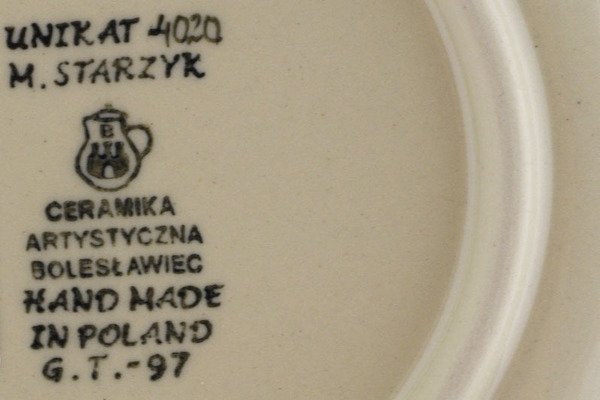 UNIKAT 4020
M. STARZYK
B
CERAMIKA
ARTYSTYCZNA
BOLESŁAWIEC
HAND MADE
IN POLAND
G.T.-97